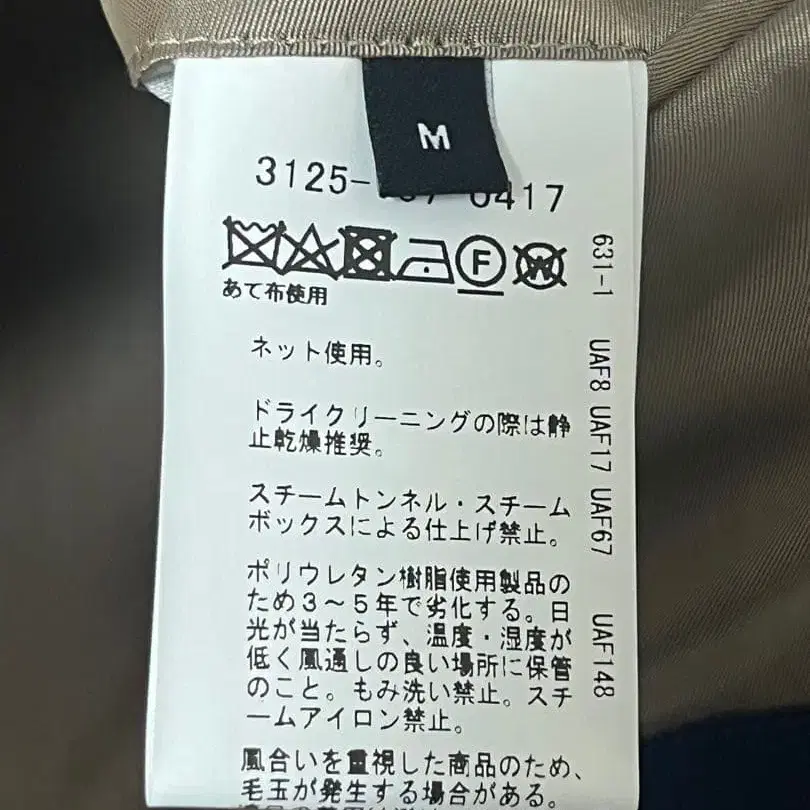 M
3125-
0417
F
W
あて布使用
ネット使用。
ドライクリーニングの際は静
止乾燥推奨。
スチームトンネル・スチーム
ボックスによる仕上げ禁止。
ポリウレタン樹脂使用製品の
ため3～5年で劣化する。日
光が当たらず、温度・湿度が
低く風通しの良い場所に保管
のこと。もみ洗い禁止。スチ
ームアイロン禁止。
風合いを重視した商品のため、
毛玉が発生する場合がある。
631-1 UAF8 UAF17 UAF67 UAF148